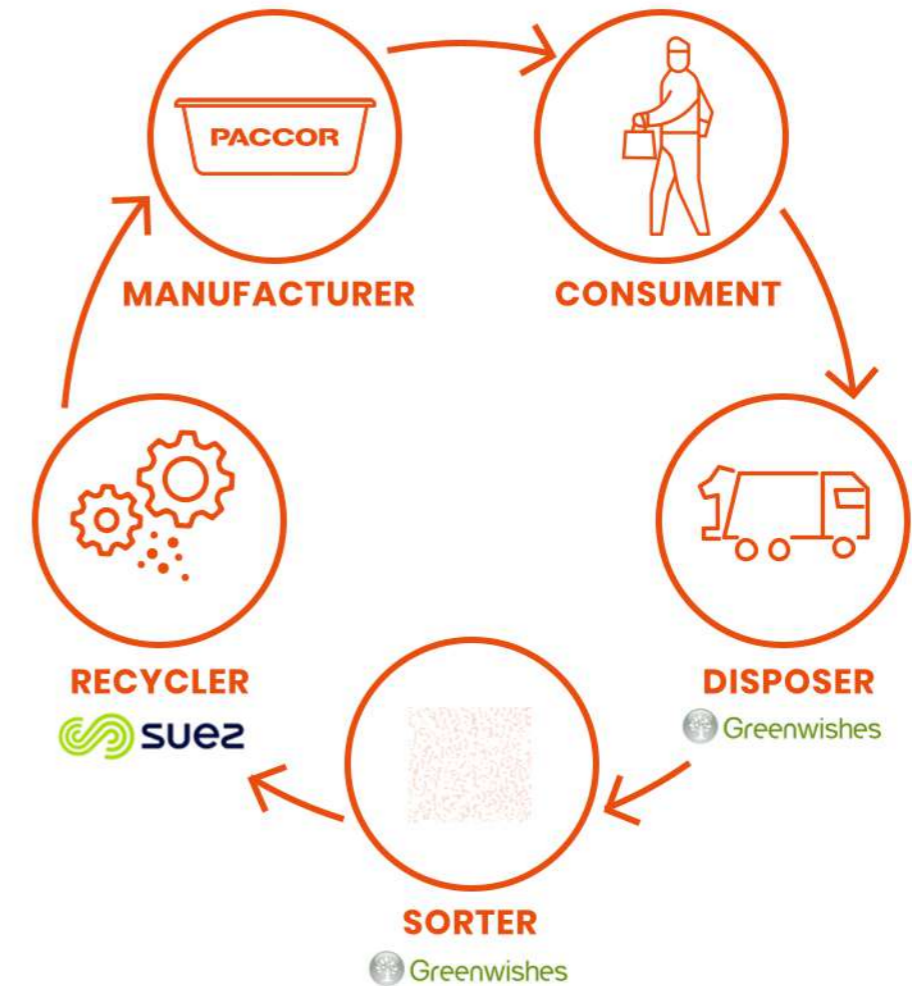 PACCOR
MANUFACTURER
CONSUMENT
RECYCLER
suez
DISPOSER
Greenwishes
SORTER
Greenwishes